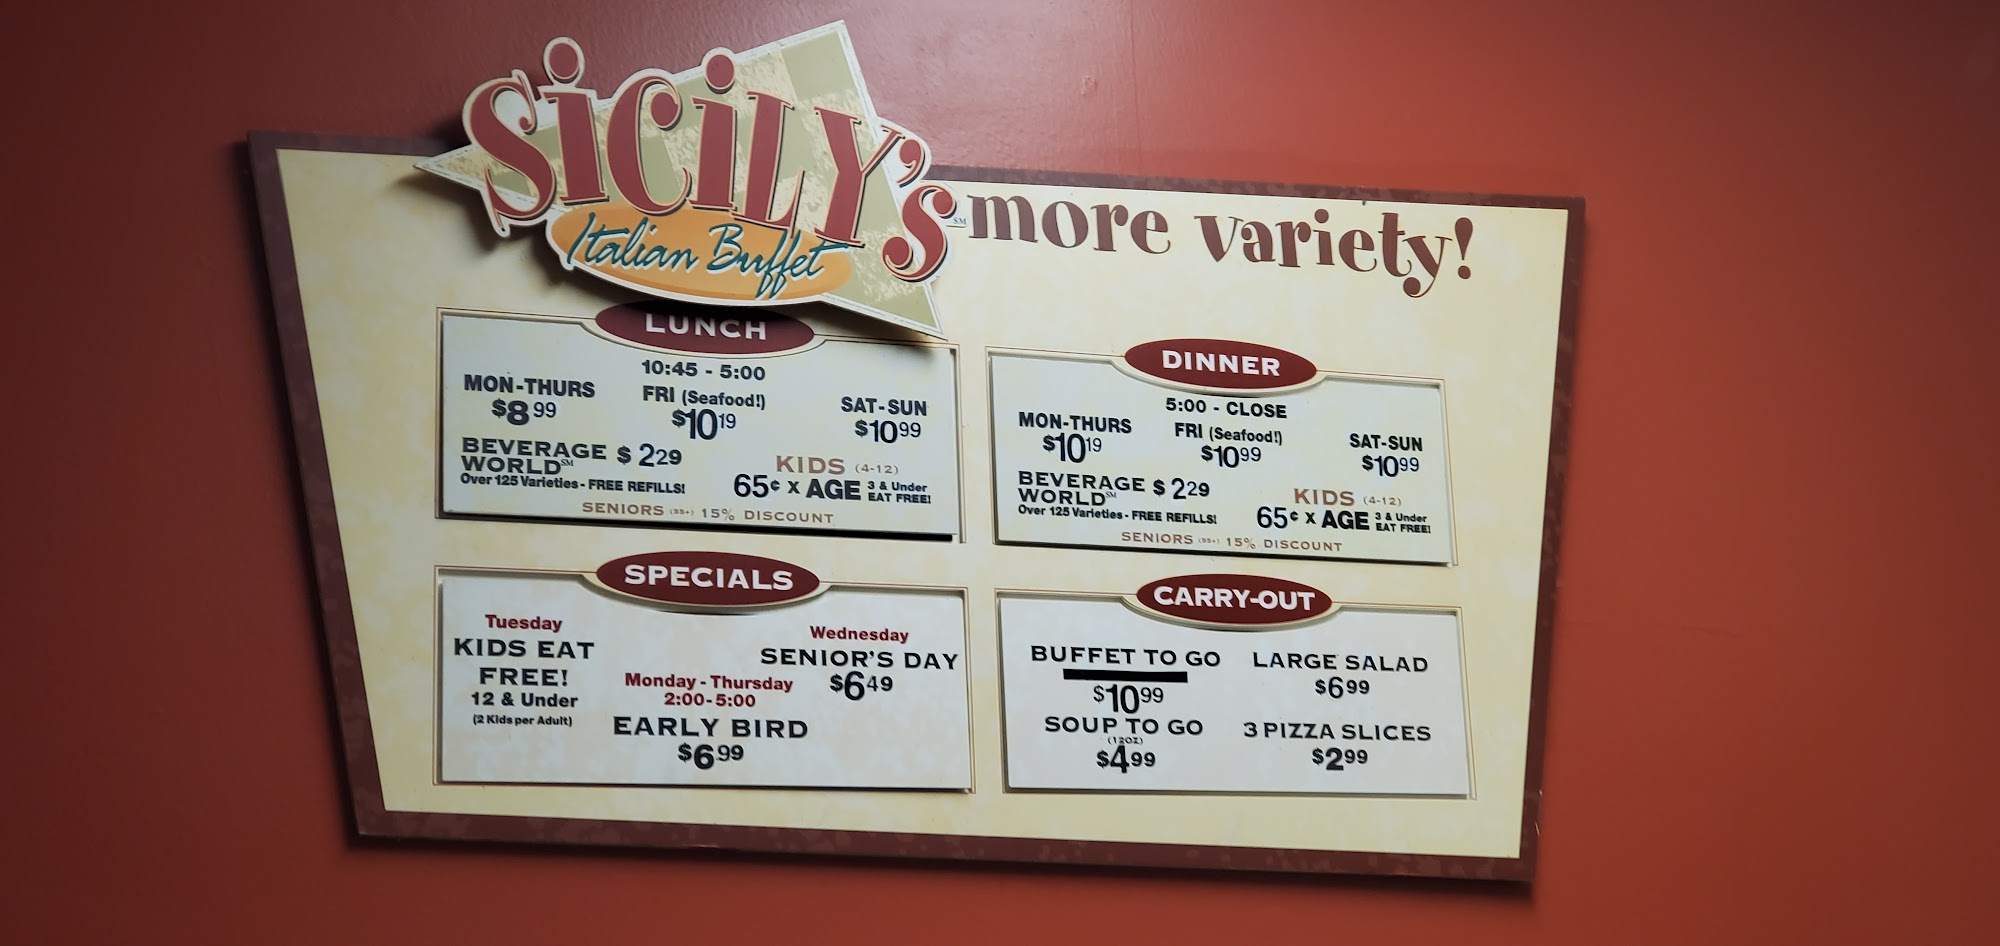 SiCiLY's SM
Italian Buffet
more variety!
LUNCH
10:45 - 5:00
MON-THURS
$8.99
FRI (Seafood!)
$10.19
SAT-SUN
$10.99
BEVERAGE WORLD SM $2.29
Over 125 Varieties - FREE REFILLS!
KIDS (4-12)
65¢ x AGE 3 & Under EAT FREE!
SENIORS (55+) 15% DISCOUNT
DINNER
5:00 - CLOSE
MON-THURS
$10.19
FRI (Seafood!)
$10.99
SAT-SUN
$10.99
BEVERAGE WORLD SM $2.29
Over 125 Varieties - FREE REFILLS!
KIDS (4-12)
65¢ x AGE 3 & Under EAT FREE!
SENIORS (55+) 15% DISCOUNT
SPECIALS
Tuesday
KIDS EAT
FREE!
12 & Under
(2 Kids per Adult)
Monday - Thursday
2:00-5:00
EARLY BIRD
$6.99
Wednesday
SENIOR'S DAY
$6.49
CARRY-OUT
BUFFET TO GO
$10.99
SOUP TO GO
(12OZ)
$4.99
LARGE SALAD
$6.99
3 PIZZA SLICES
$2.99